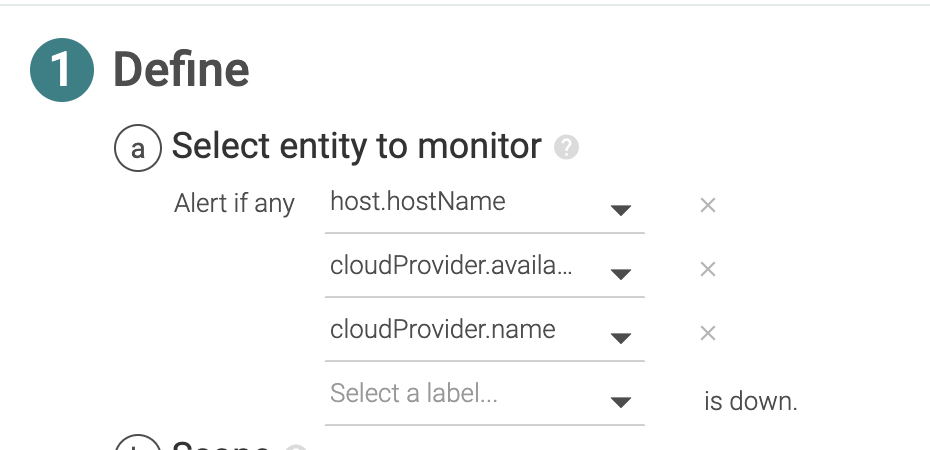 1 Define
a Select entity to monitor ?
Alert if any host.hostName ×
cloudProvider.availa... ×
cloudProvider.name ×
Select a label... is down.